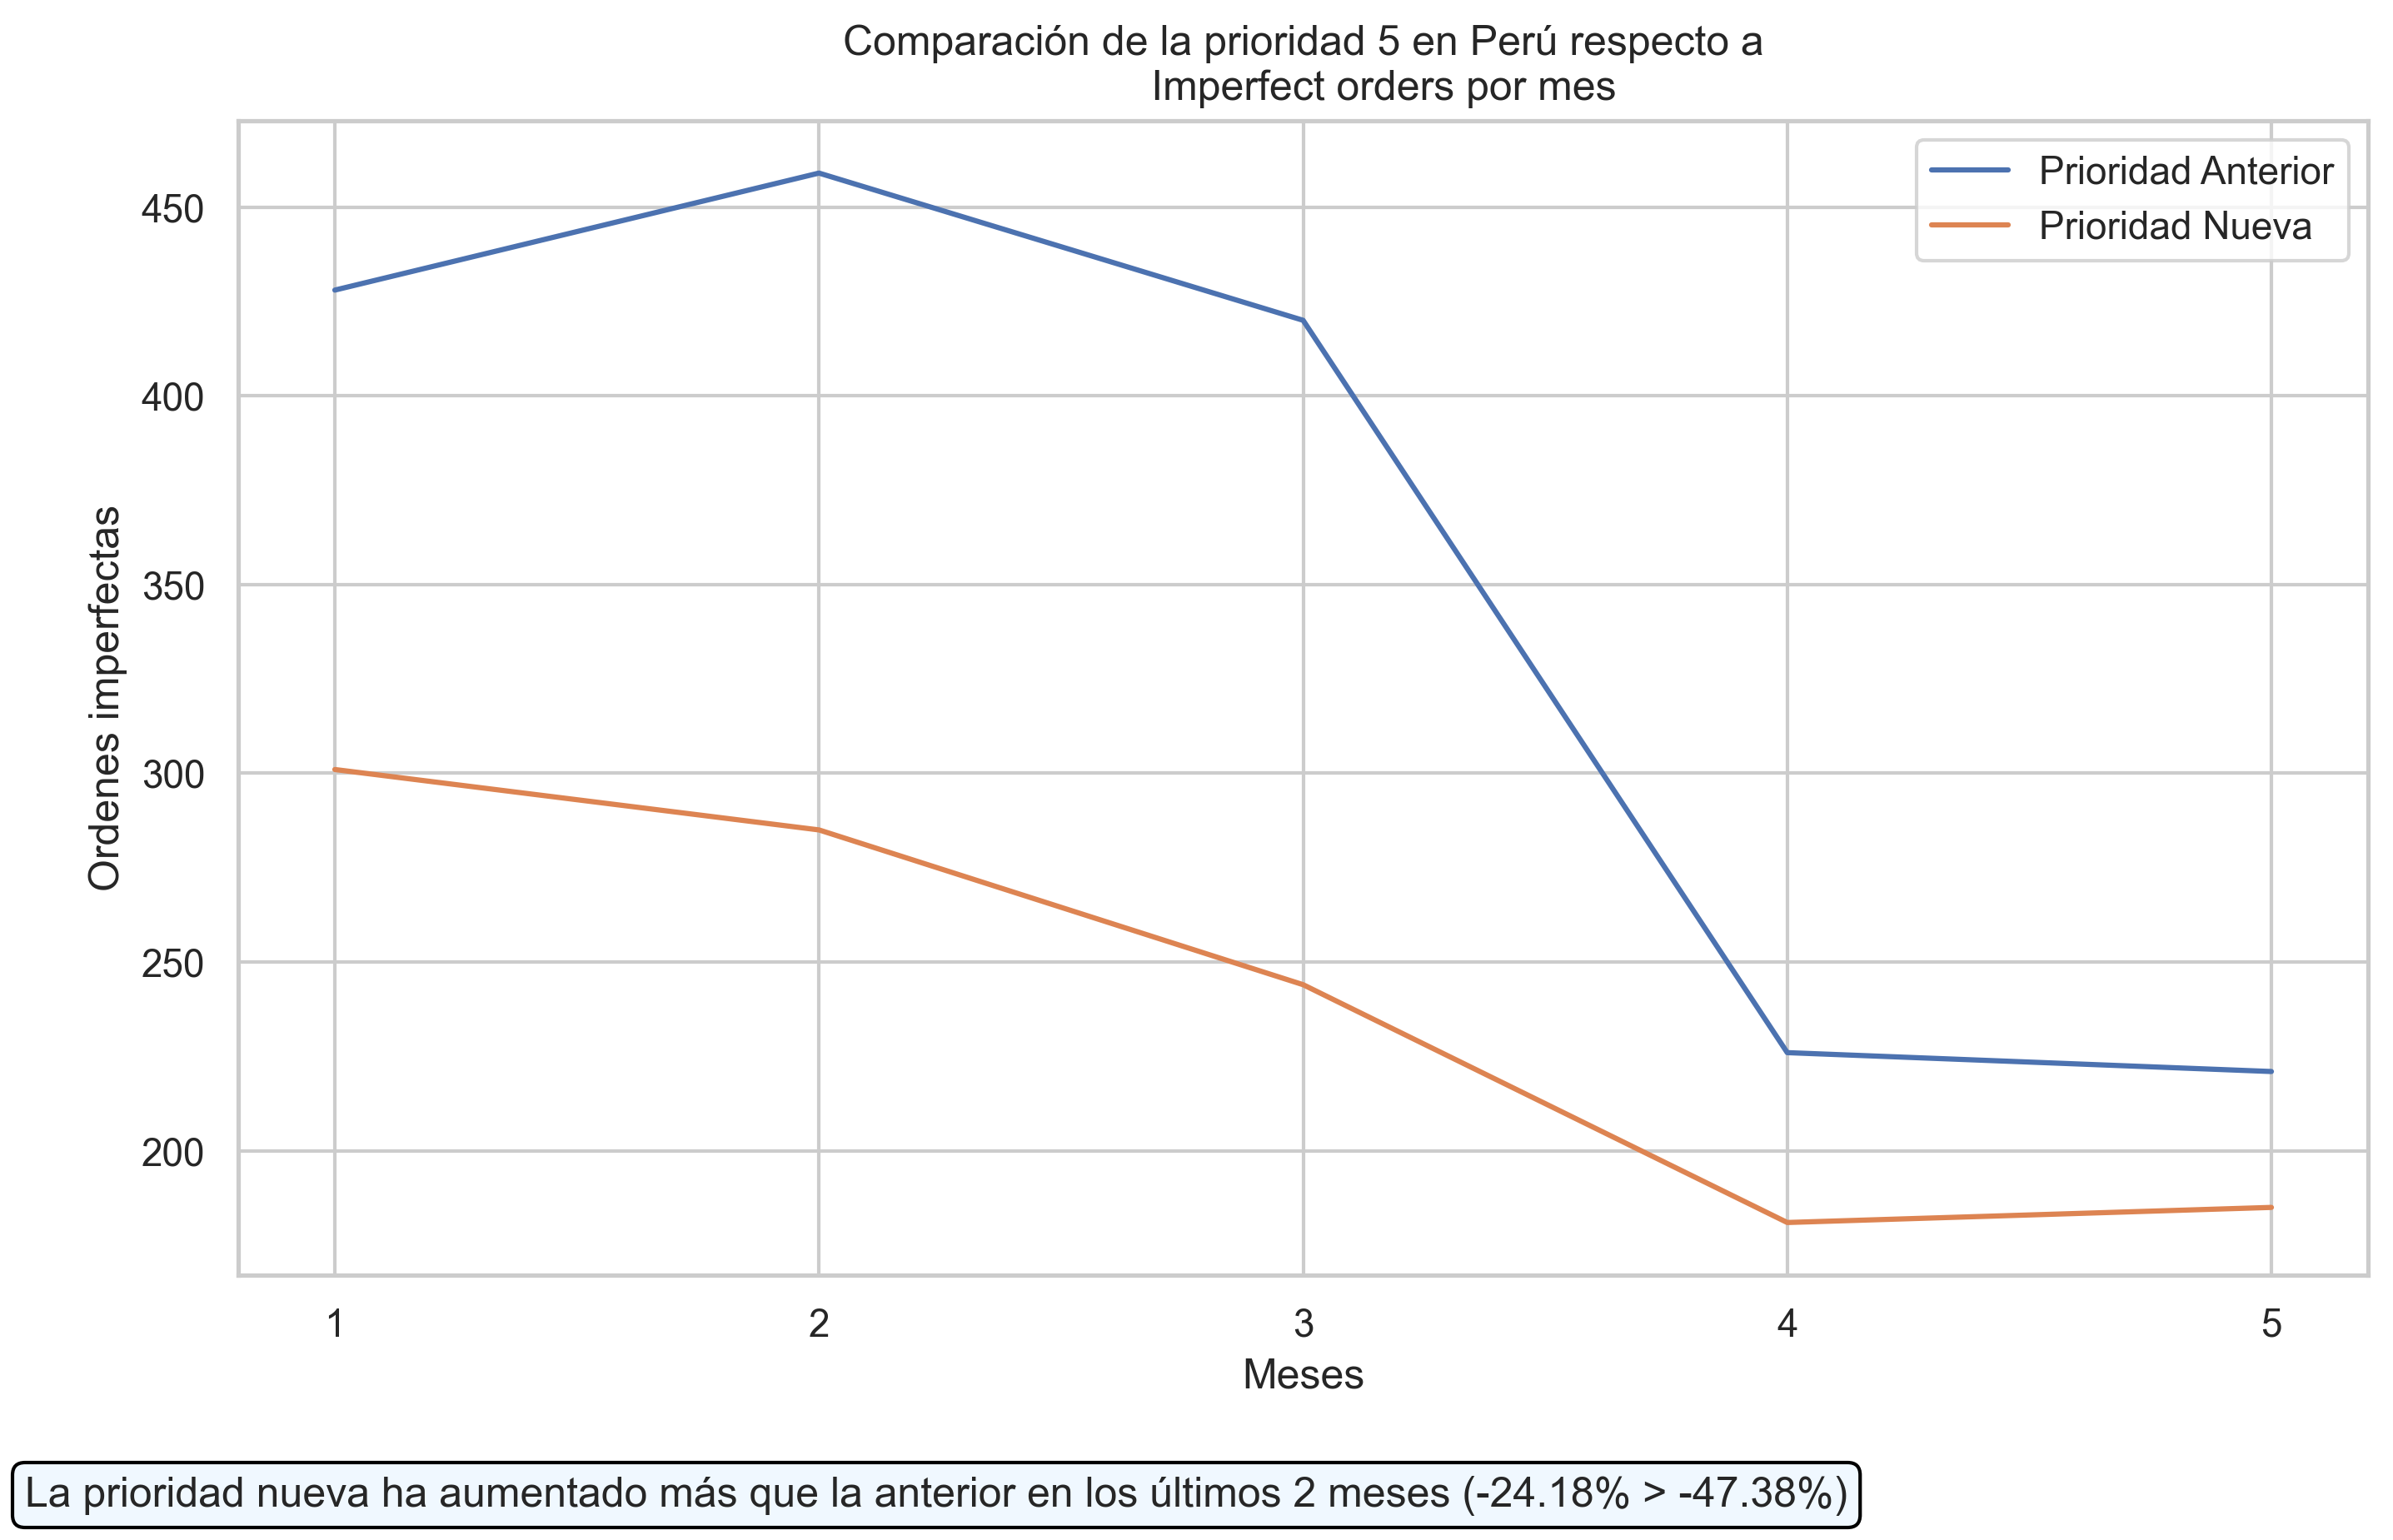 Comparación de la prioridad 5 en Perú respecto a
Imperfect orders por mes
Prioridad Anterior
Prioridad Nueva
450
400
350
300
250
200
Ordenes imperfectas
1 2 3 4 5
Meses
La prioridad nueva ha aumentado más que la anterior en los últimos 2 meses (-24.18% > -47.38%)